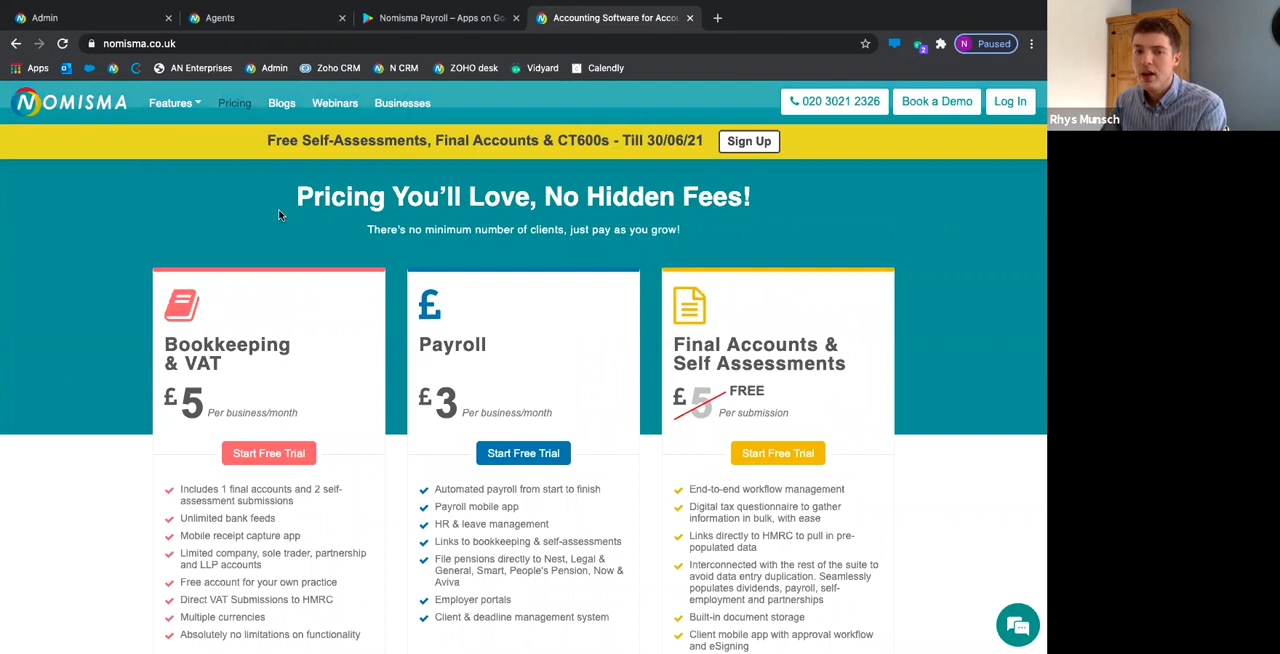 Admin
Agents
Nomisma Payroll – Apps on Go
Accounting Software for Accou
nomisma.co.uk
N Paused
2
Apps
AN Enterprises
Admin
Zoho CRM
N CRM
ZOHO desk
Vidyard
Calendly
NOMISMA
Features
Pricing
Blogs
Webinars
Businesses
020 3021 2326
Book a Demo
Log In
Rhys Munsch
Free Self-Assessments, Final Accounts & CT600s - Till 30/06/21
Sign Up
Pricing You'll Love, No Hidden Fees!
There's no minimum number of clients, just pay as you grow!
Bookkeeping
& VAT
£5 Per business/month
Start Free Trial
Includes 1 final accounts and 2 self-
assessment submissions
Unlimited bank feeds
Mobile receipt capture app
Limited company, sole trader, partnership
and LLP accounts
Free account for your own practice
Direct VAT Submissions to HMRC
Multiple currencies
Absolutely no limitations on functionality
£
Payroll
£3 Per business/month
Start Free Trial
Automated payroll from start to finish
Payroll mobile app
HR & leave management
Links to bookkeeping & self-assessments
File pensions directly to Nest, Legal &
General, Smart, People's Pension, Now &
Aviva
Employer portals
Client & deadline management system
Final Accounts &
Self Assessments
£5 FREE
Per submission
Start Free Trial
End-to-end workflow management
Digital tax questionnaire to gather
information in bulk, with ease
Links directly to HMRC to pull in pre-
populated data
Interconnected with the rest of the suite to
avoid data entry duplication. Seamlessly
populates dividends, payroll, self-
employment and partnerships
Built-in document storage
Client mobile app with approval workflow
and eSigning